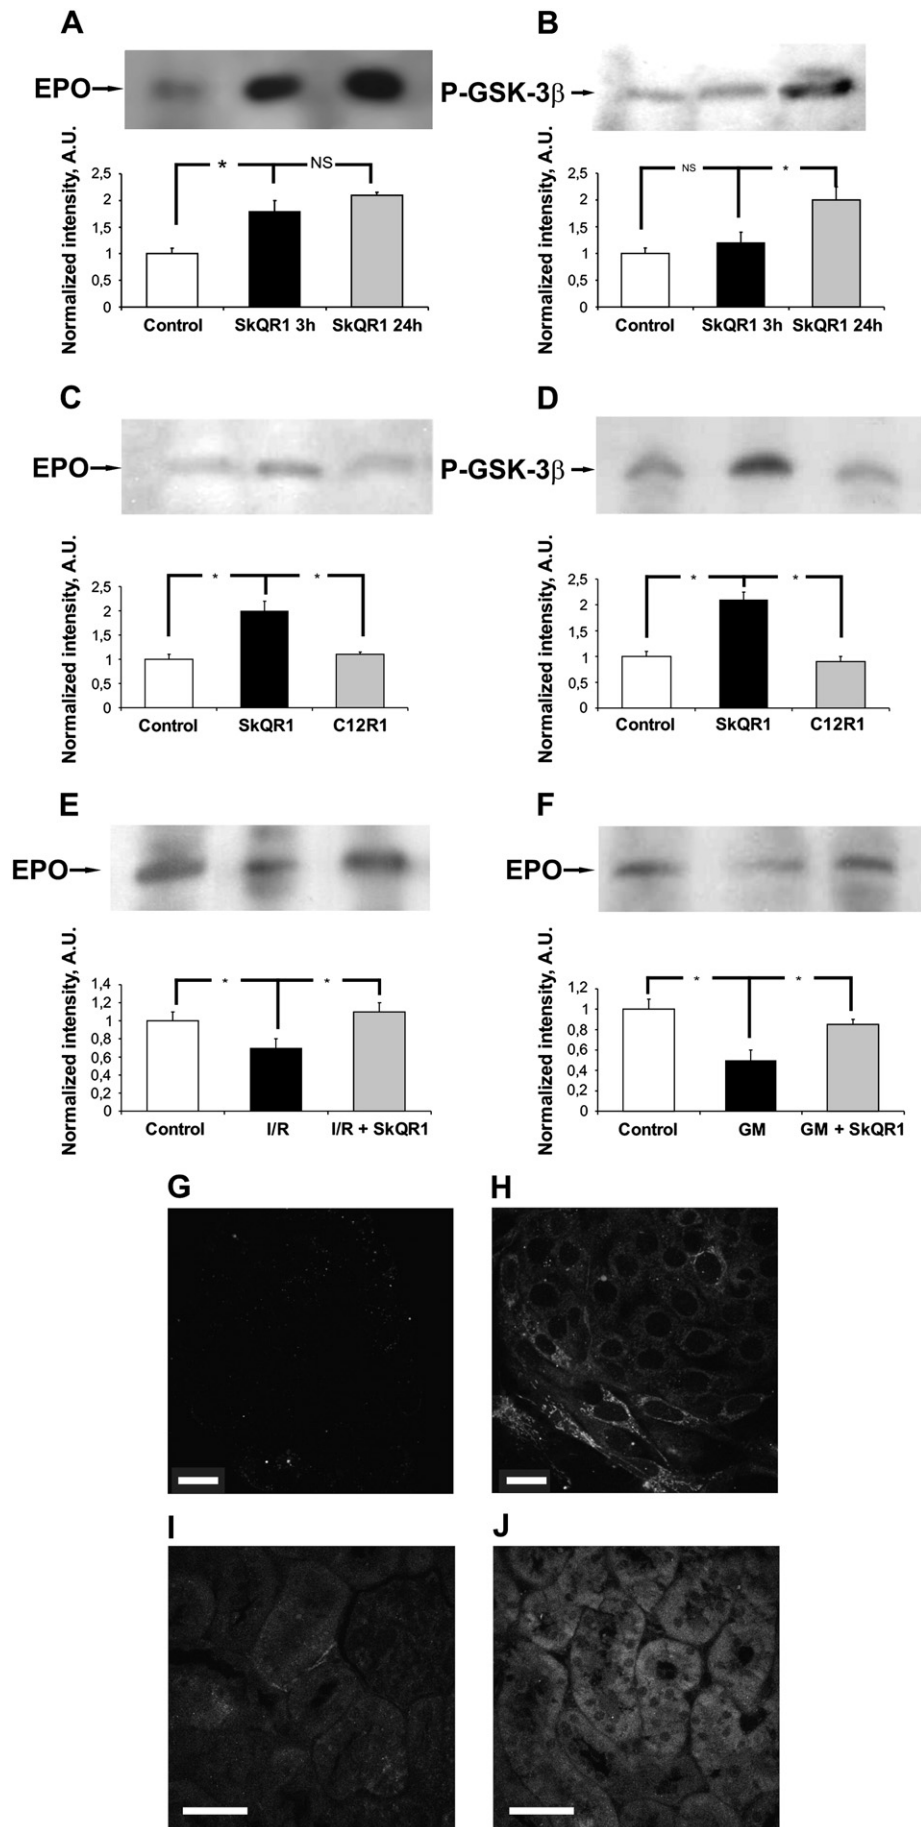 A
EPO
Normalized intensity, A.U.
2,5
2
1,5
1
0,5
0
*
NS
Control
SkQR1 3h
SkQR1 24h
B
P-GSK-3β
Normalized intensity, A.U.
2,5
2
1,5
1
0,5
0
NS
*
Control
SkQR1 3h
SkQR1 24h
C
EPO
Normalized intensity, A.U.
2,5
2
1,5
1
0,5
0
*
*
Control
SkQR1
C12R1
D
P-GSK-3β
Normalized intensity, A.U.
2,5
2
1,5
1
0,5
0
*
*
Control
SkQR1
C12R1
E
EPO
Normalized intensity, A.U.
1,4
1,2
1
0,8
0,6
0,4
0,2
0
*
*
Control
I/R
I/R + SkQR1
F
EPO
Normalized intensity, A.U.
1,2
1
0,8
0,6
0,4
0,2
0
*
*
Control
GM
GM + SkQR1
G
H
I
J